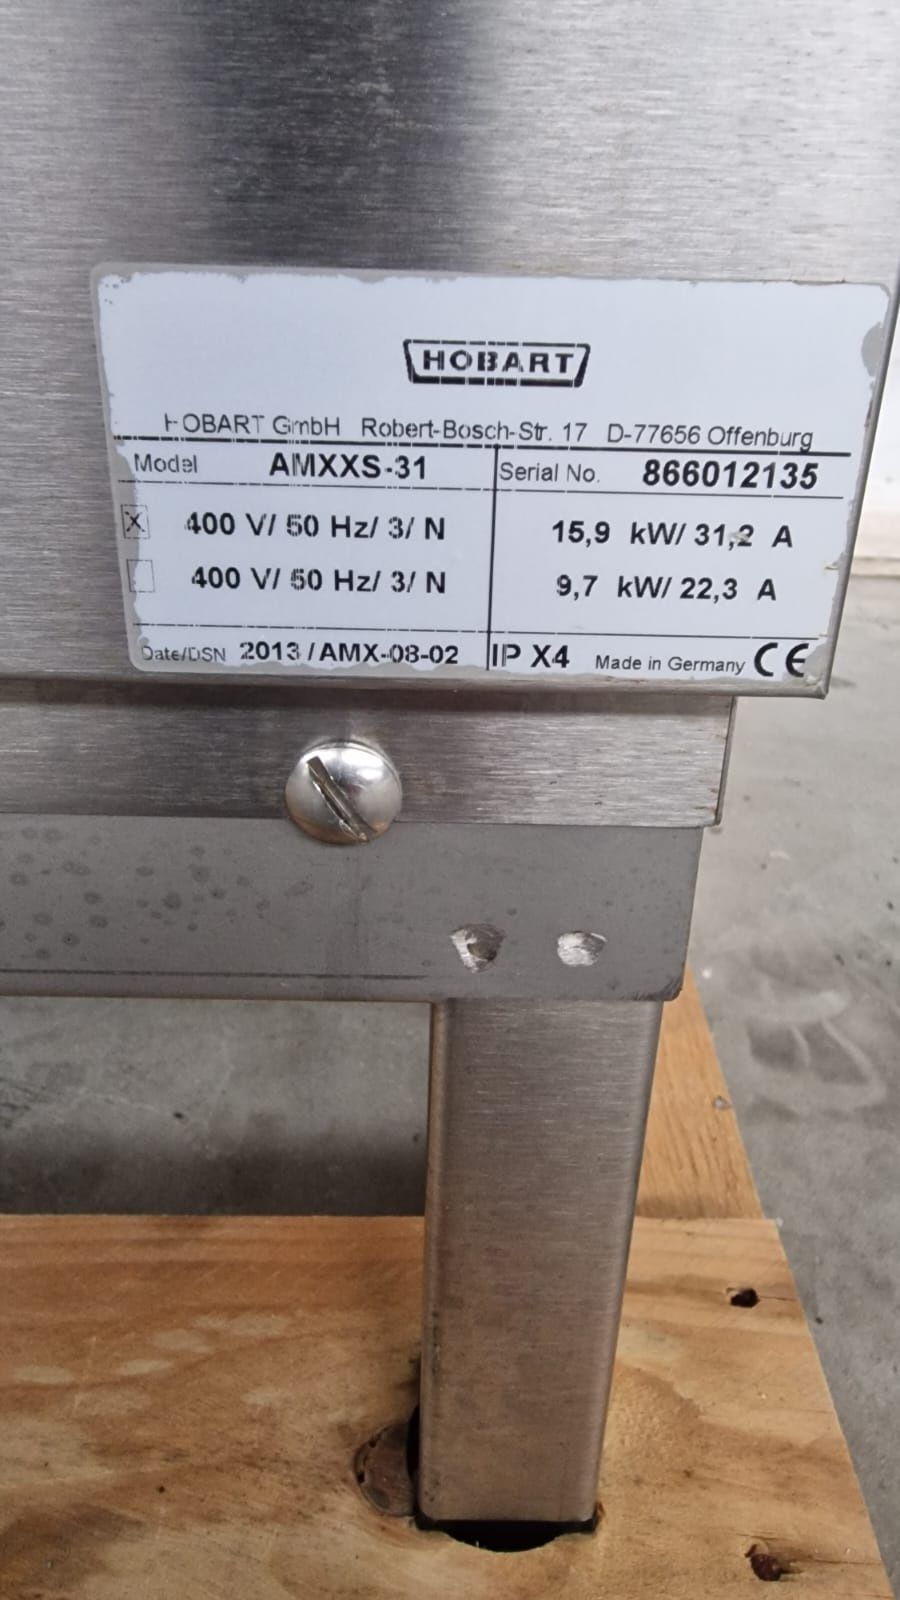 HOBART
HOBART GmbH Robert-Bosch-Str. 17 D-77656 Offenburg
Model AMXXS-31 Serial No. 866012135
X 400 V/ 50 Hz/ 3/ N 15,9 kW/ 31,2 A
400 V/ 50 Hz/ 3/ N 9,7 kW/ 22,3 A
Date/DSN 2013 / AMX-08-02 IP X4 Made in Germany CE